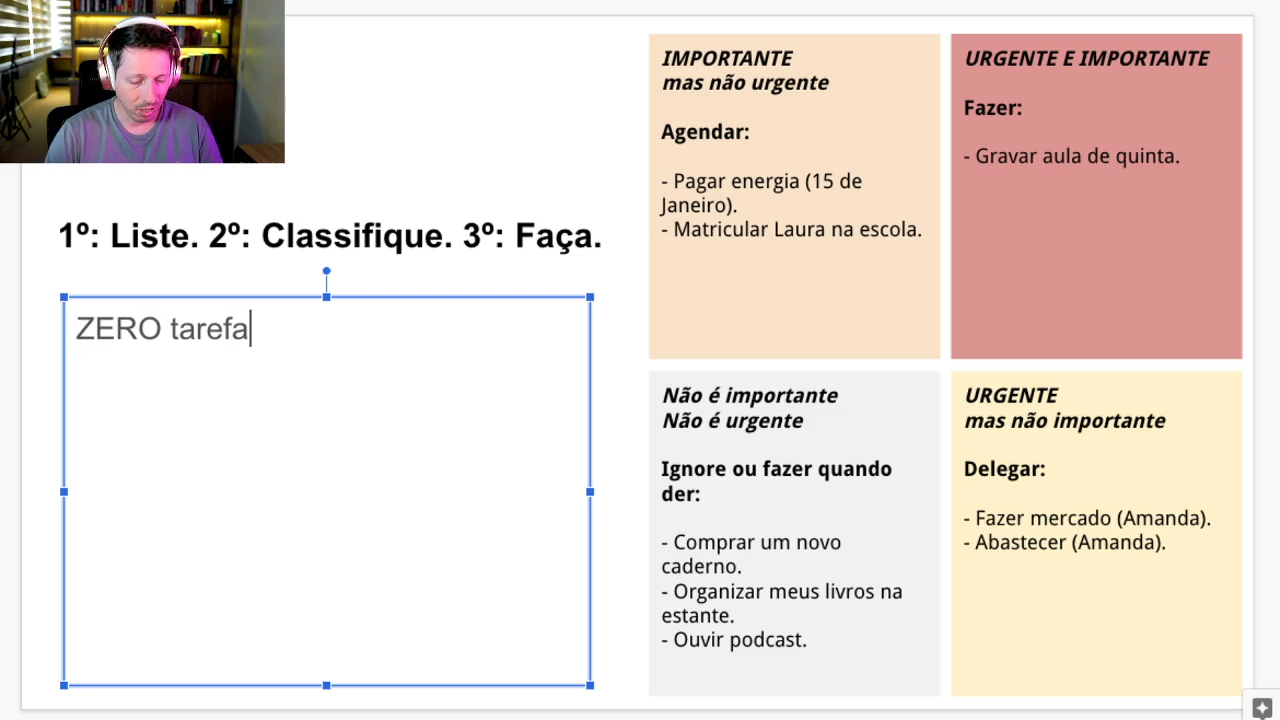 1º: Liste. 2º: Classifique. 3º: Faça.
ZERO tarefa
IMPORTANTE
mas não urgente
Agendar:
- Pagar energia (15 de
Janeiro).
- Matricular Laura na escola.
URGENTE E IMPORTANTE
Fazer:
- Gravar aula de quinta.
Não é importante
Não é urgente
Ignore ou fazer quando
der:
- Comprar um novo
caderno.
- Organizar meus livros na
estante.
- Ouvir podcast.
URGENTE
mas não importante
Delegar:
- Fazer mercado (Amanda).
- Abastecer (Amanda).